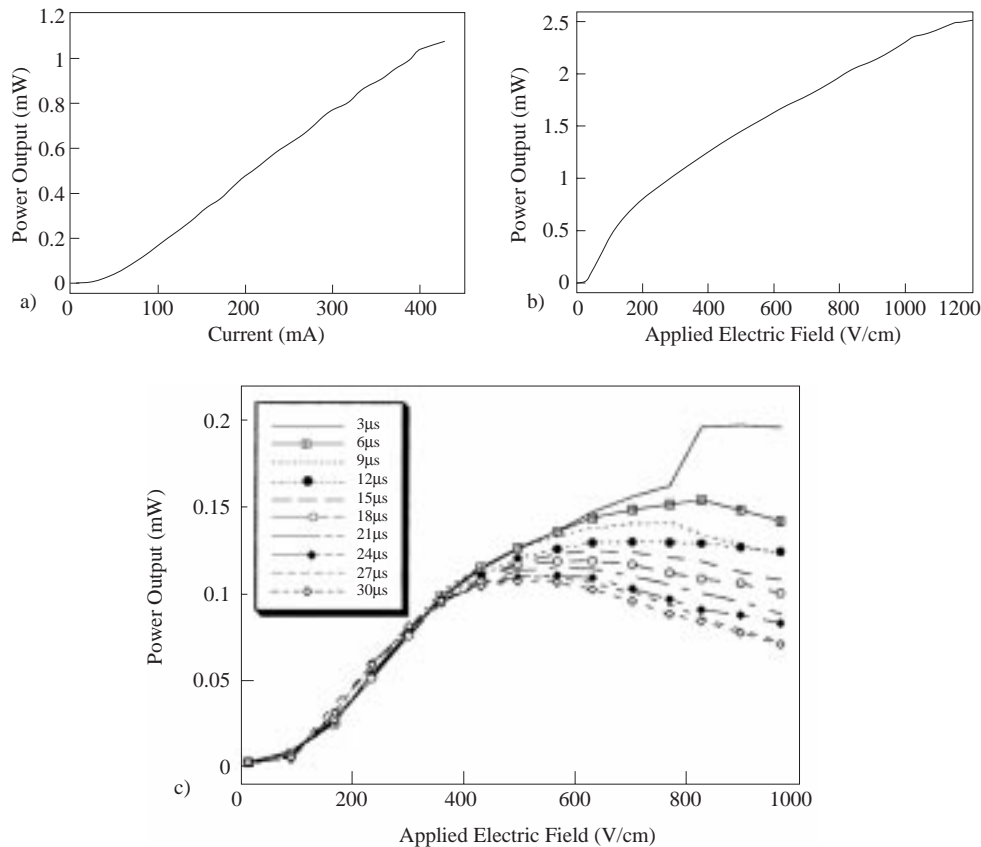 1.2
1
0.8
0.6
0.4
0.2
0
Power Output (mW)
100 200 300 400
Current (mA)
a)
2.5
2
1.5
1
0.5
0
Power Output (mW)
0 200 400 600 800 1000 1200
Applied Electric Field (V/cm)
b)
0.2
0.15
0.1
0.05
0
Power Output (mW)
3µs
6µs
9µs
12µs
15µs
18µs
21µs
24µs
27µs
30µs
0 200 400 600 800 1000
Applied Electric Field (V/cm)
c)